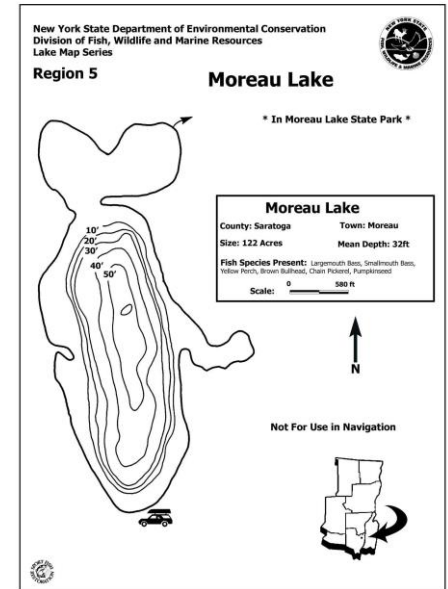 New York State Department of Environmental Conservation
Division of Fish, Wildlife and Marine Resources
Lake Map Series
Region 5
Moreau Lake
* In Moreau Lake State Park *
10'
20'
30'
40'
50'
Moreau Lake
County: Saratoga Town: Moreau
Size: 122 Acres Mean Depth: 32ft
Fish Species Present: Largemouth Bass, Smallmouth Bass,
Yellow Perch, Brown Bullhead, Chain Pickerel, Pumpkinseed
0 580 ft
Scale:
N
Not For Use in Navigation